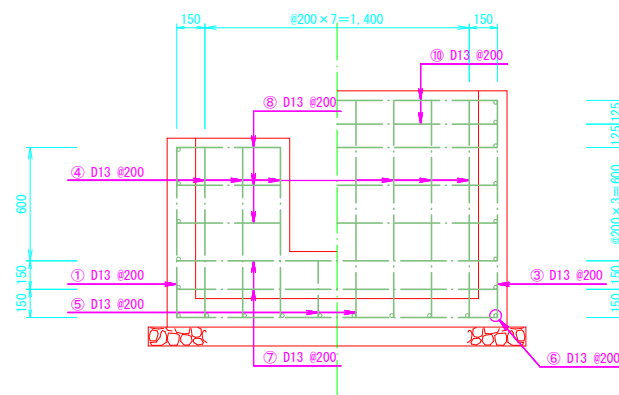 150
@200×7=1,400
150
⑩ D13 @200
⑧ D13 @200
④ D13 @200
① D13 @200
③ D13 @200
⑤ D13 @200
⑦ D13 @200
⑥ D13 @200
600
150
150
125
125
@200×3=600
150
150